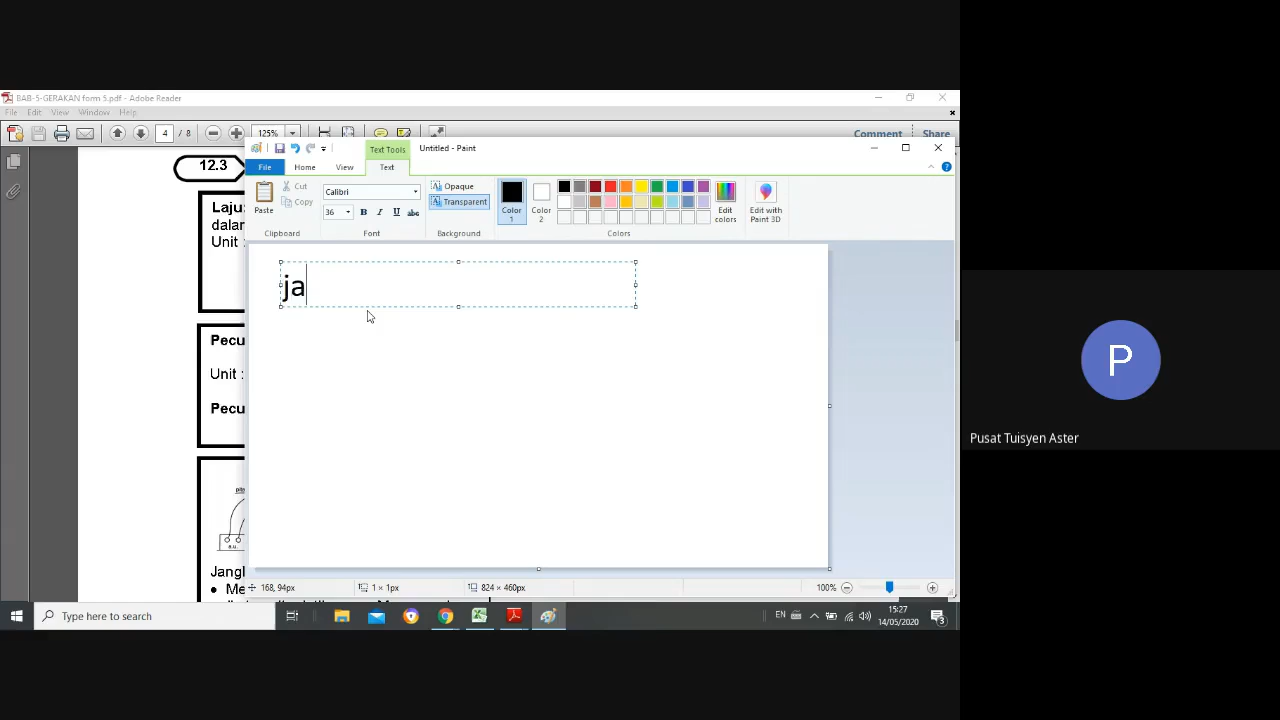 BAB-5-GERAKAN form 5.pdf - Adobe Reader
File Edit View Window Help
4 / 8 125% Comment Share
12.3
Laju:
dalam
Unit :
Pecu
Unit :
Pecu
Jangk
Me
Untitled - Paint
Text Tools
File Home View Text
Paste
Cut
Copy
Clipboard
Calibri
36 B I U abc
Font
Opaque
Transparent
Background
Color 1
Color 2
Edit colors
Edit with Paint 3D
Colors
ja
168, 94px 1 × 1px 824 × 460px 100%
Type here to search
EN
15:27
14/05/2020
3
P
Pusat Tuisyen Aster